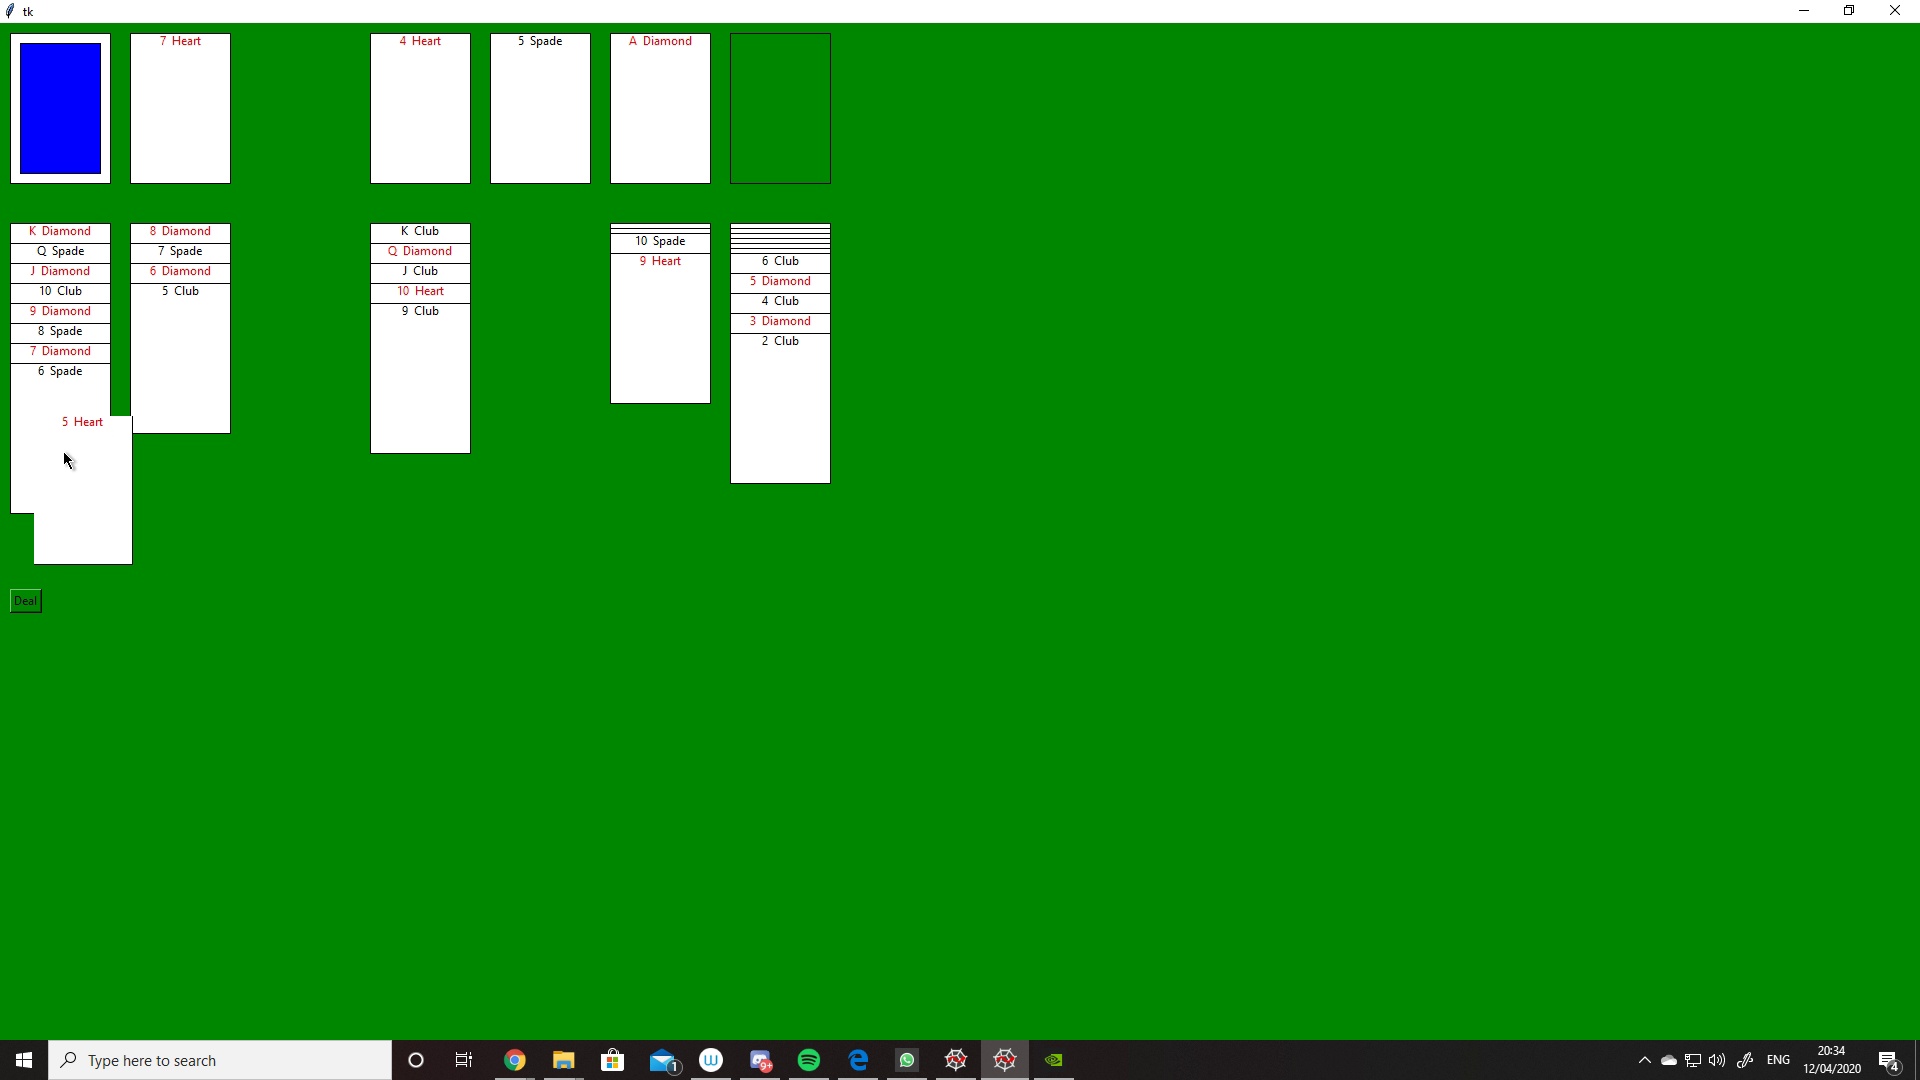 tk
7 Heart
4 Heart
5 Spade
A Diamond
K Diamond
Q Spade
J Diamond
10 Club
9 Diamond
8 Spade
7 Diamond
6 Spade
5 Heart
8 Diamond
7 Spade
6 Diamond
5 Club
K Club
Q Diamond
J Club
10 Heart
9 Club
10 Spade
9 Heart
6 Club
5 Diamond
4 Club
3 Diamond
2 Club
Deal
Type here to search
1
W
9+
ENG
20:34
12/04/2020
4